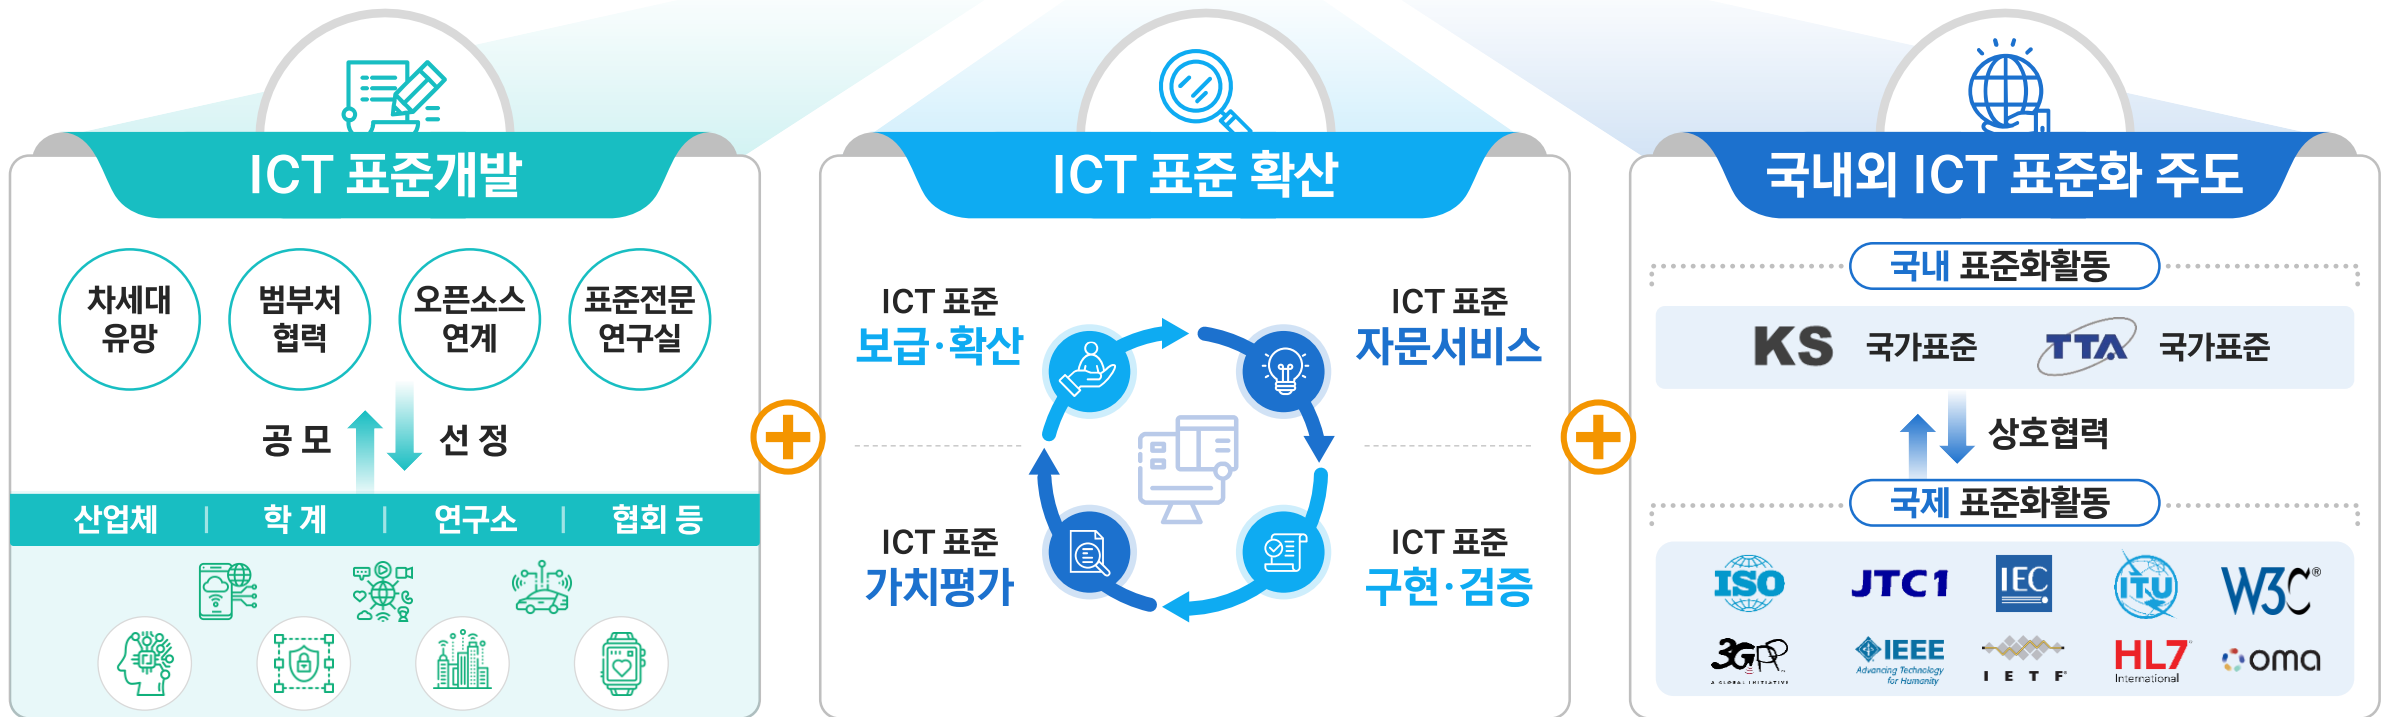 ICT 표준개발
차세대
유망
범부처
협력
오픈소스
연계
표준전문
연구실
공 모
선 정
산업체 | 학 계 | 연구소 | 협회 등
ICT 표준 확산
ICT 표준
보급·확산
ICT 표준
자문서비스
ICT 표준
가치평가
ICT 표준
구현·검증
국내외 ICT 표준화 주도
국내 표준화활동
KS 국가표준 TTA 국가표준
상호협력
국제 표준화활동
ISO JTC1 IEC ITU W3C®
3GPP
A GLOBAL INITIATIVE
IEEE
Advancing Technology
for Humanity
IETF®
HL7®
International
oma